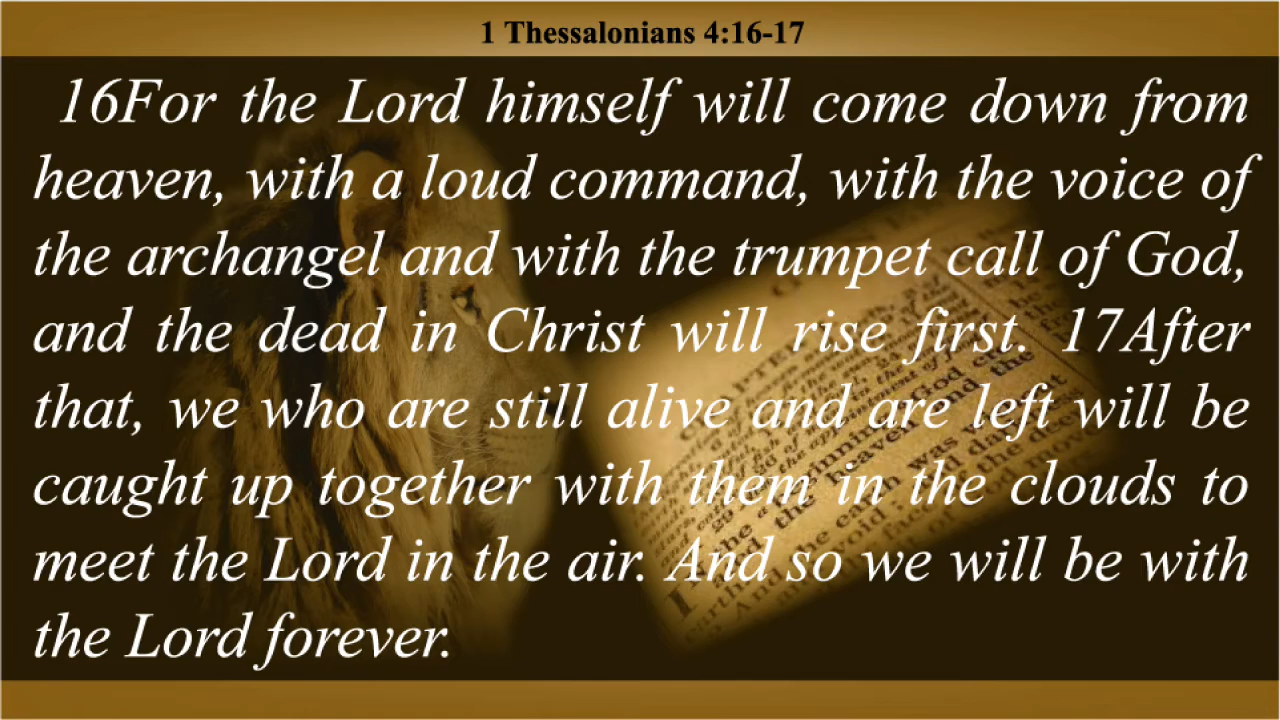 1 Thessalonians 4:16-17
16For the Lord himself will come down from
heaven, with a loud command, with the voice of
the archangel and with the trumpet call of God,
and the dead in Christ will rise first. 17After
that, we who are still alive and are left will be
caught up together with them in the clouds to
meet the Lord in the air. And so we will be with
the Lord forever.